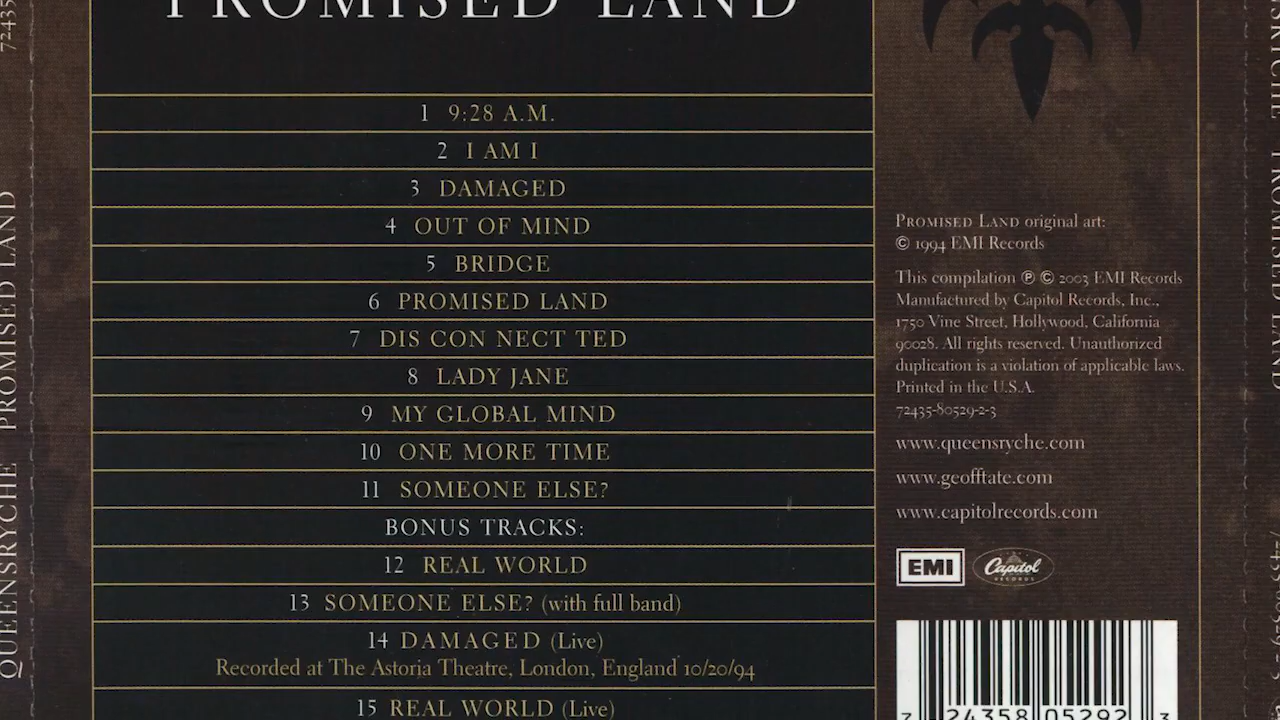 PROMISED LAND
1 9:28 A.M.
2 I AM I
3 DAMAGED
4 OUT OF MIND
5 BRIDGE
6 PROMISED LAND
7 DIS CON NECT TED
8 LADY JANE
9 MY GLOBAL MIND
10 ONE MORE TIME
11 SOMEONE ELSE?
BONUS TRACKS:
12 REAL WORLD
13 SOMEONE ELSE? (with full band)
14 DAMAGED (Live)
Recorded at The Astoria Theatre, London, England 10/20/94
15 REAL WORLD (Live)
PROMISED LAND original art:
© 1994 EMI Records
This compilation ℗ © 2003 EMI Records
Manufactured by Capitol Records, Inc.,
1750 Vine Street, Hollywood, California
90028. All rights reserved. Unauthorized
duplication is a violation of applicable laws.
Printed in the U.S.A.
72435-80529-2-3
www.queensryche.com
www.geofftate.com
www.capitolrecords.com
EMI
Capitol
RECORDS
7 24358 05292 3
QUEENSRYCHE PROMISED LAND
72435
PROMISED LAND